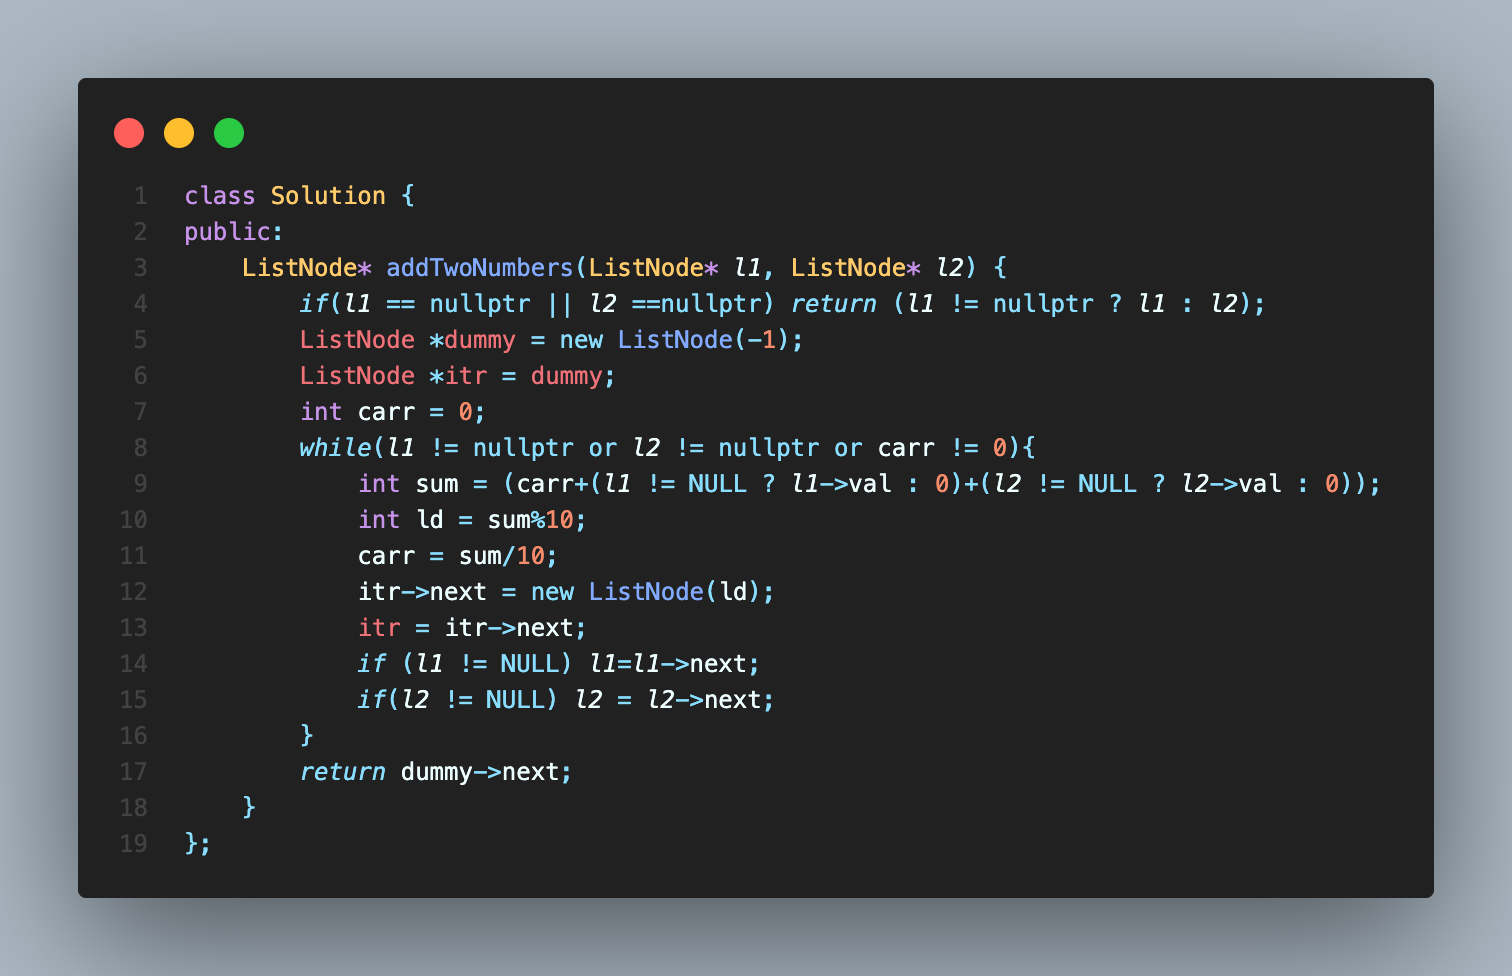 1 class Solution {
2 public:
3     ListNode* addTwoNumbers(ListNode* l1, ListNode* l2) {
4         if(l1 == nullptr || l2 ==nullptr) return (l1 != nullptr ? l1 : l2);
5         ListNode *dummy = new ListNode(-1);
6         ListNode *itr = dummy;
7         int carr = 0;
8         while(l1 != nullptr or l2 != nullptr or carr != 0){
9             int sum = (carr+(l1 != NULL ? l1->val : 0)+(l2 != NULL ? l2->val : 0));
10             int ld = sum%10;
11             carr = sum/10;
12             itr->next = new ListNode(ld);
13             itr = itr->next;
14             if (l1 != NULL) l1=l1->next;
15             if(l2 != NULL) l2 = l2->next;
16         }
17         return dummy->next;
18     }
19 };